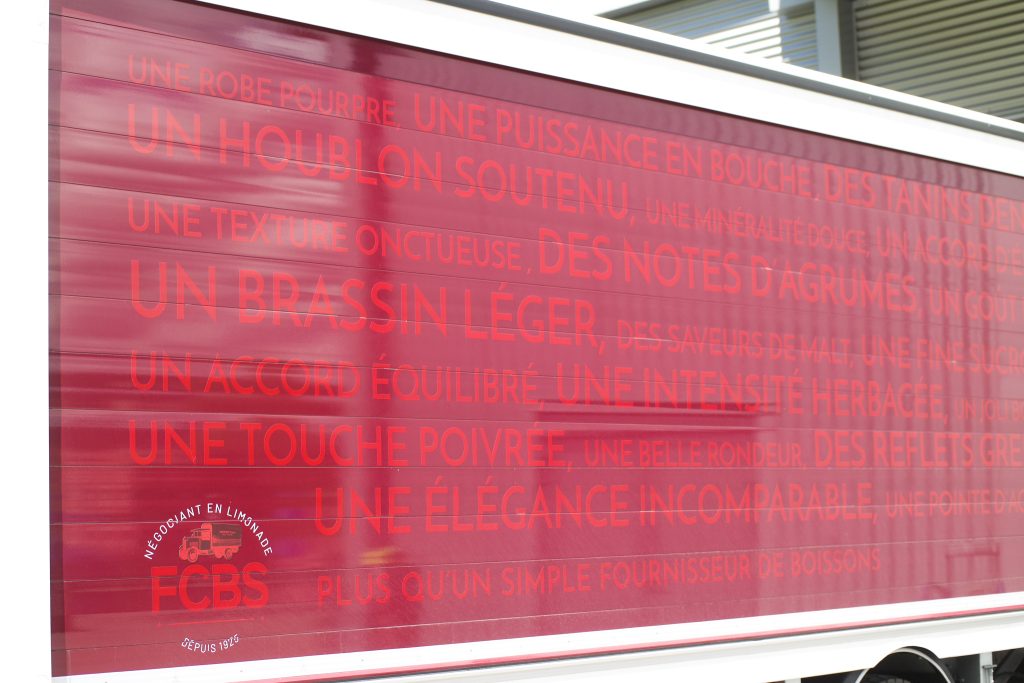 UNE ROBE POURPRE, UNE PUISSANCE EN BOUCHE, DES TANINS
UN HOUBLON SOUTENU, UNE MINÉRALITÉ DOUCE, UN ACCORD
UNE TEXTURE ONCTUEUSE, DES NOTES D'AGRUMES, UN GOÛT
UN BRASSIN LÉGER, DES SAVEURS DE MALT, UNE FINE
UN ACCORD ÉQUILIBRÉ, UNE INTENSITÉ HERBACÉE, UN JOLI
UNE TOUCHE POIVRÉE, UNE BELLE RONDEUR, DES REFLETS
UNE ÉLÉGANCE INCOMPARABLE, UNE POINTE
PLUS QU'UN SIMPLE FOURNISSEUR DE BOISSONS
NÉGOCIANT EN LIMONADE
FCBS
DEPUIS 1920